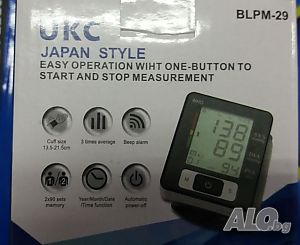 BLPM-29
UKC
JAPAN STYLE
EASY OPERATION WIHT ONE-BUTTON TO
START AND STOP MEASUREMENT
Cuff size
13.5-21.5cm
3 times average
Beep alarm
2x90 sets
memory
Year/Month/Date
/Time function
Automatic
power-off
138
89
M
ALO.bg